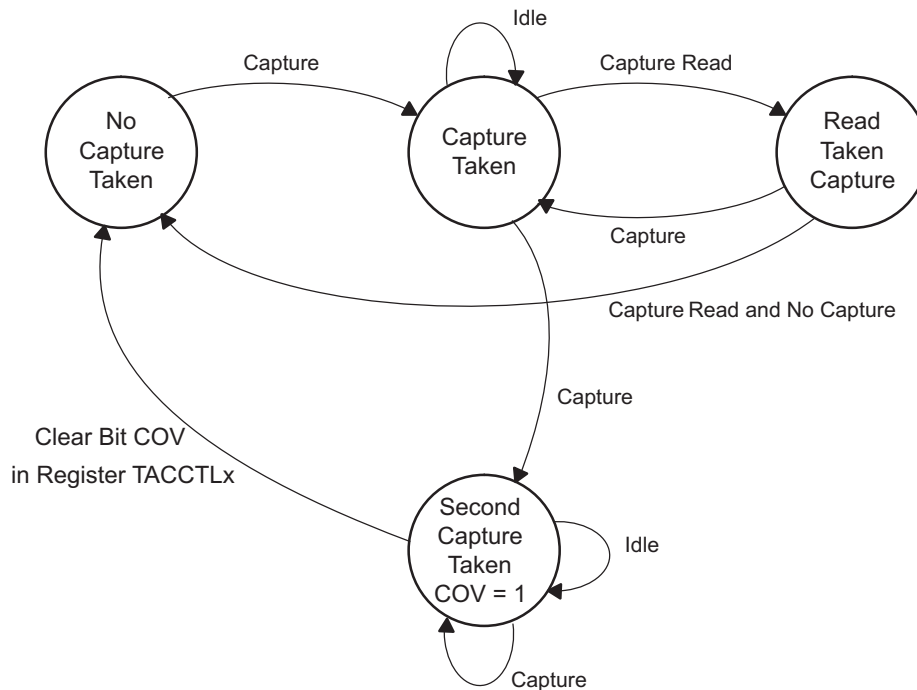 Idle
Capture
Capture Read
No
Capture
Taken
Capture
Taken
Read
Taken
Capture
Capture
Capture Read and No Capture
Capture
Clear Bit COV
in Register TACCTLx
Second
Capture
Taken
COV = 1
Idle
Capture